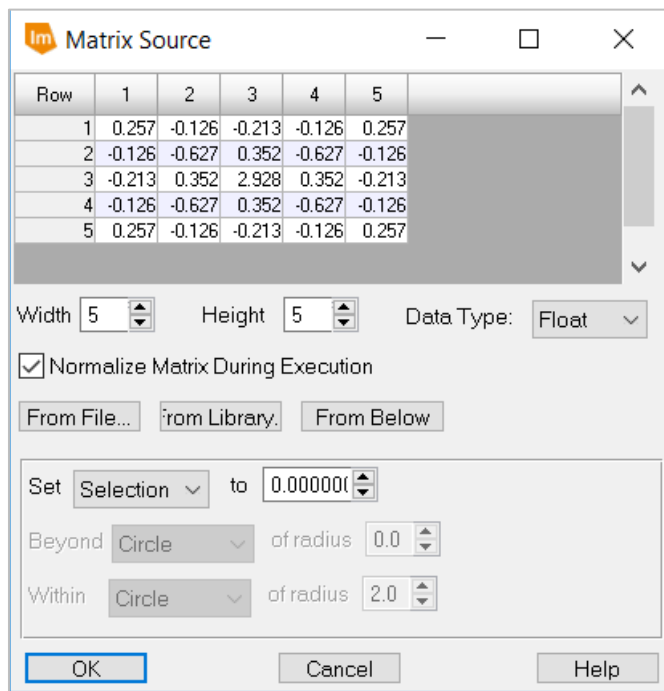 Im Matrix Source
Row 1 2 3 4 5
1 0.257 -0.126 -0.213 -0.126 0.257
2 -0.126 -0.627 0.352 -0.627 -0.126
3 -0.213 0.352 2.928 0.352 -0.213
4 -0.126 -0.627 0.352 -0.627 -0.126
5 0.257 -0.126 -0.213 -0.126 0.257
Width 5 Height 5 Data Type: Float
Normalize Matrix During Execution
From File... From Library. From Below
Set Selection to 0.000000
Beyond Circle of radius 0.0
Within Circle of radius 2.0
OK Cancel Help